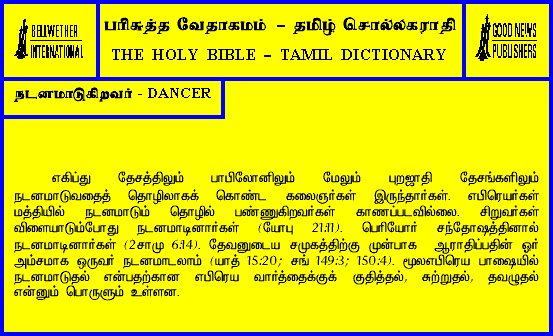 BELLWETHER
INTERNATIONAL
பரிசுத்த வேதாகமம் – தமிழ் சொல்லகராதி
THE HOLY BIBLE – TAMIL DICTIONARY
GOOD NEWS
PUBLISHERS
நடனமாடுகிறவர் - DANCER
எகிப்து தேசத்திலும் பாபிலோனிலும் மேலும் புறஜாதி தேசங்களிலும்
நடனமாடுவதைத் தொழிலாகக் கொண்ட கலைஞர்கள் இருந்தார்கள். எபிரெயர்கள்
மத்தியில் நடனமாடும் தொழில் பண்ணுகிறவர்கள் காணப்படவில்லை. சிறுவர்கள்
விளையாடும்போது நடனமாடினார்கள் (யோபு 21:11). பெரியோர் சந்தோஷத்தினால்
நடனமாடினார்கள் (2சாமு 6:14). தேவனுடைய சமுகத்திற்கு முன்பாக ஆராதிப்பதின் ஓர்
அம்சமாக ஒருவர் நடனமாடலாம் (யாத் 15:20; சங் 149:3; 150:4). மூலஎபிரெய பாஷையில்
நடனமாடுதல் என்பதற்கான எபிரெய வார்த்தைக்குக் குதித்தல், சுற்றுதல், தவழுதல்
என்னும் பொருளும் உள்ளன.